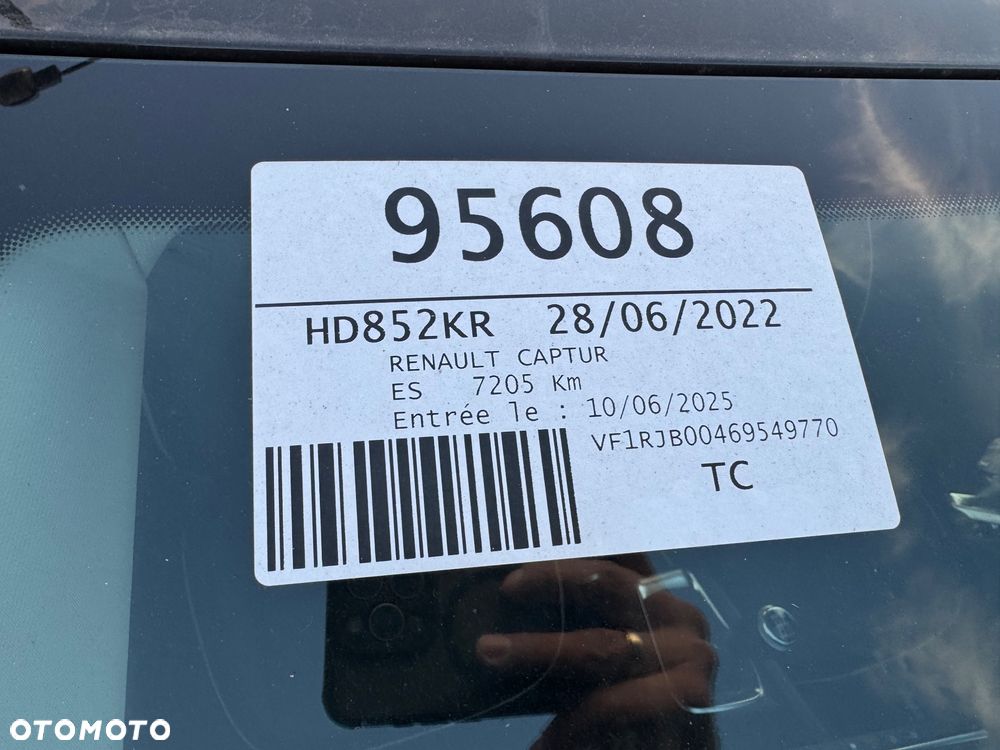 95608
HD852KR 28/06/2022
RENAULT CAPTUR
ES 7205 Km
Entrée le : 10/06/2025
VF1RJB00469549770
TC
OTOMOTO